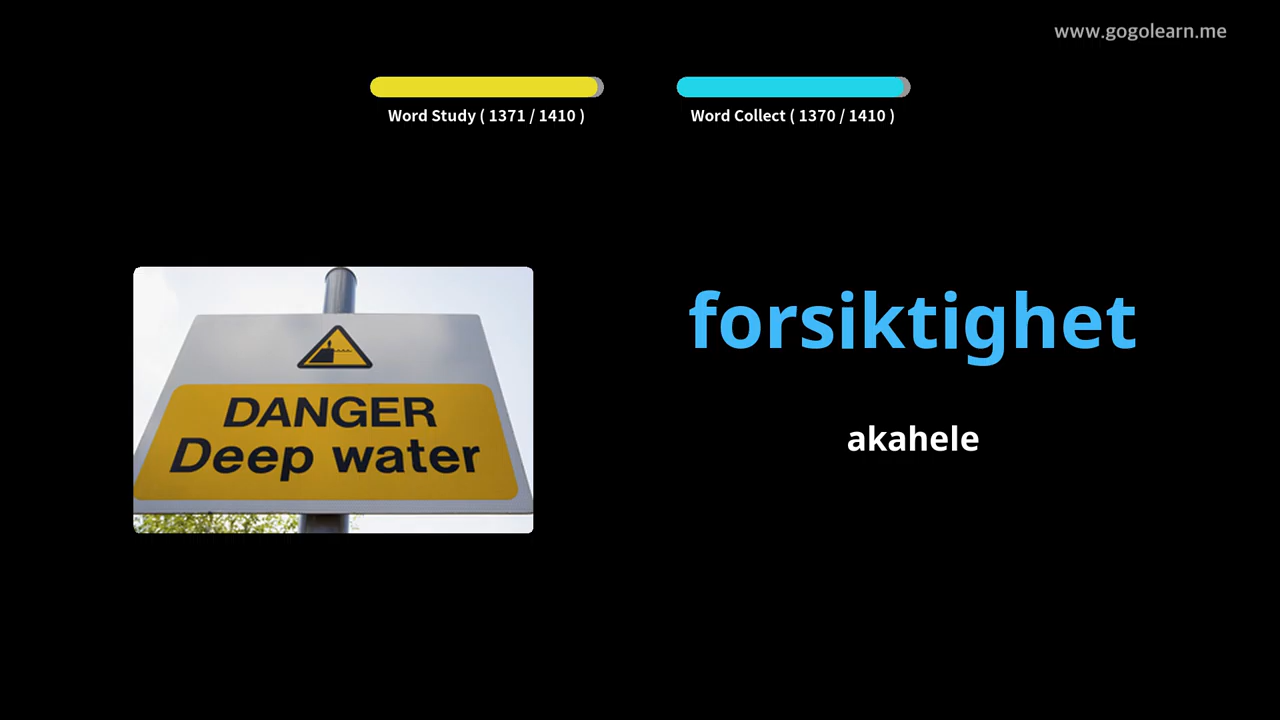 www.gogolearn.me
Word Study ( 1371 / 1410 )
Word Collect ( 1370 / 1410 )
DANGER
Deep water
forsiktighet
akahele